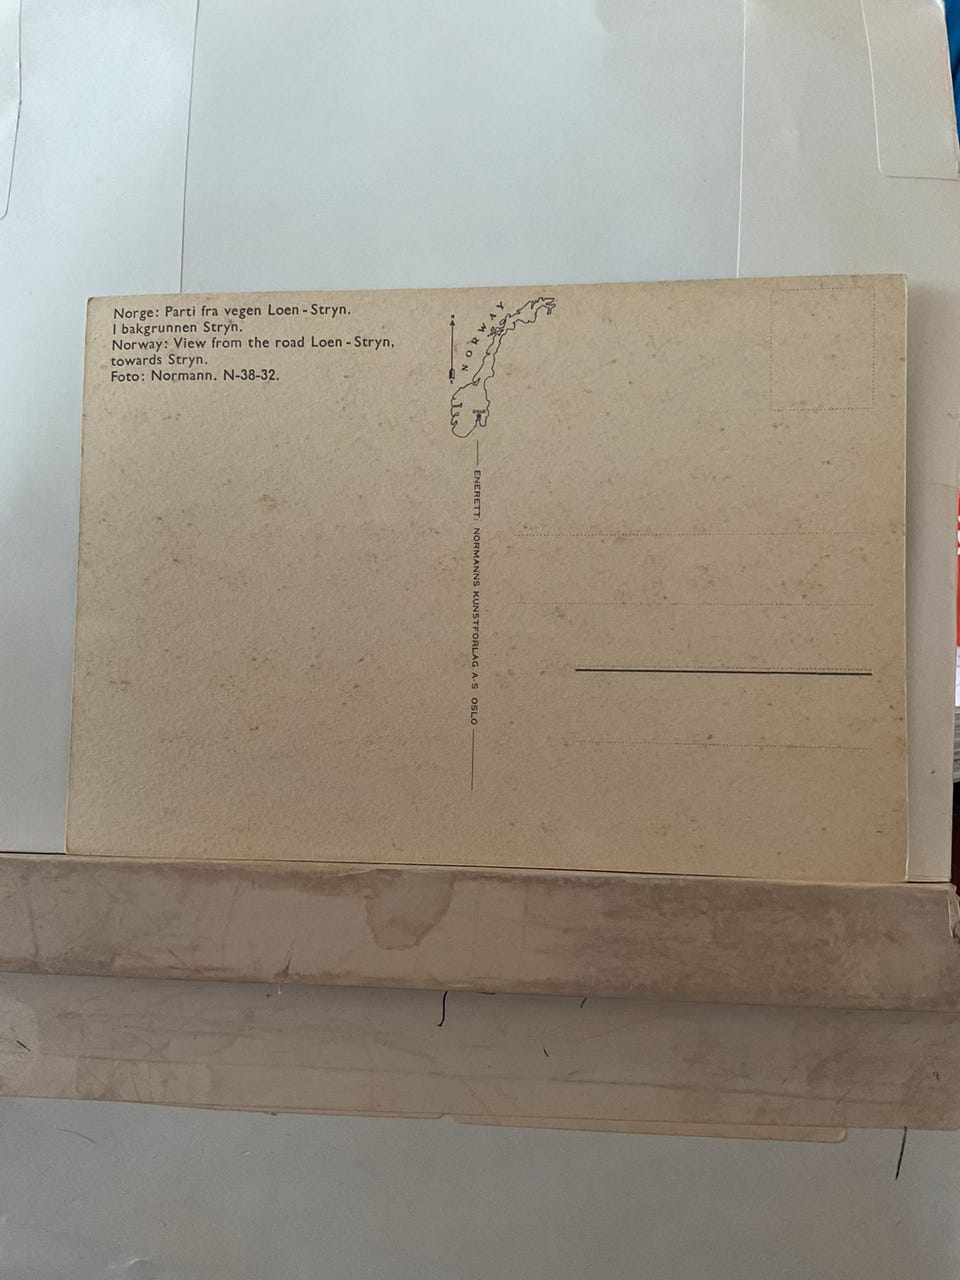 Norge: Parti fra vegen Loen - Stryn.
I bakgrunnen Stryn.
Norway: View from the road Loen - Stryn,
towards Stryn.
Foto: Normann. N-38-32.
NORWAY
OSLO
ENERETT: NORMANNS KUNSTFORLAG A-S OSLO